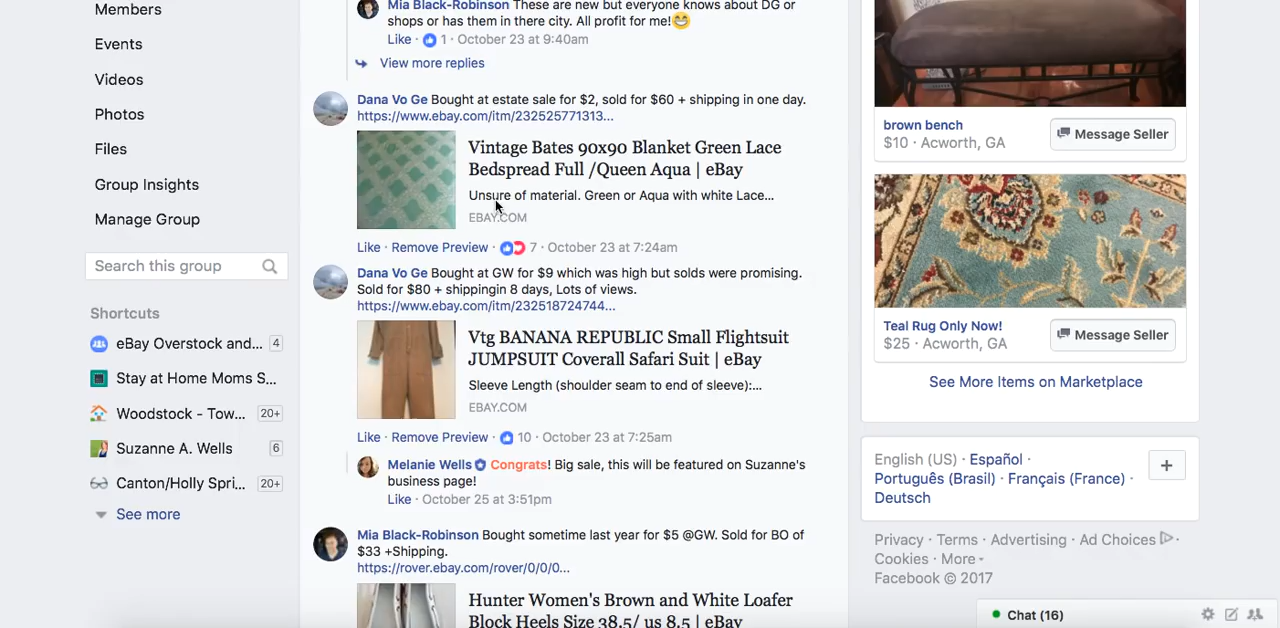 Members
Events
Videos
Photos
Files
Group Insights
Manage Group
Search this group
Shortcuts
eBay Overstock and... 4
Stay at Home Moms S...
Woodstock - Tow... 20+
Suzanne A. Wells 6
Canton/Holly Spri... 20+
See more
Mia Black-Robinson These are new but everyone knows about DG or
shops or has them in there city. All profit for me!😁
Like · 1 · October 23 at 9:40am
View more replies
Dana Vo Ge Bought at estate sale for $2, sold for $60 + shipping in one day.
https://www.ebay.com/itm/232525771313...
Vintage Bates 90x90 Blanket Green Lace
Bedspread Full /Queen Aqua | eBay
Unsure of material. Green or Aqua with white Lace...
EBAY.COM
Like · Remove Preview · 7 · October 23 at 7:24am
Dana Vo Ge Bought at GW for $9 which was high but solds were promising.
Sold for $80 + shippingin 8 days, Lots of views.
https://www.ebay.com/itm/232518724744...
Vtg BANANA REPUBLIC Small Flightsuit
JUMPSUIT Coverall Safari Suit | eBay
Sleeve Length (shoulder seam to end of sleeve):...
EBAY.COM
Like · Remove Preview · 10 · October 23 at 7:25am
Melanie Wells Congrats! Big sale, this will be featured on Suzanne's
business page!
Like · October 25 at 3:51pm
Mia Black-Robinson Bought sometime last year for $5 @GW. Sold for BO of
$33 +Shipping.
https://rover.ebay.com/rover/0/0/0...
Hunter Women's Brown and White Loafer
Block Heels Size 38.5/ us 8.5 | eBay
brown bench
$10 · Acworth, GA
Message Seller
Teal Rug Only Now!
$25 · Acworth, GA
Message Seller
See More Items on Marketplace
English (US) · Español ·
Português (Brasil) · Français (France) ·
Deutsch
+
Privacy · Terms · Advertising · Ad Choices ·
Cookies · More
Facebook © 2017
Chat (16)